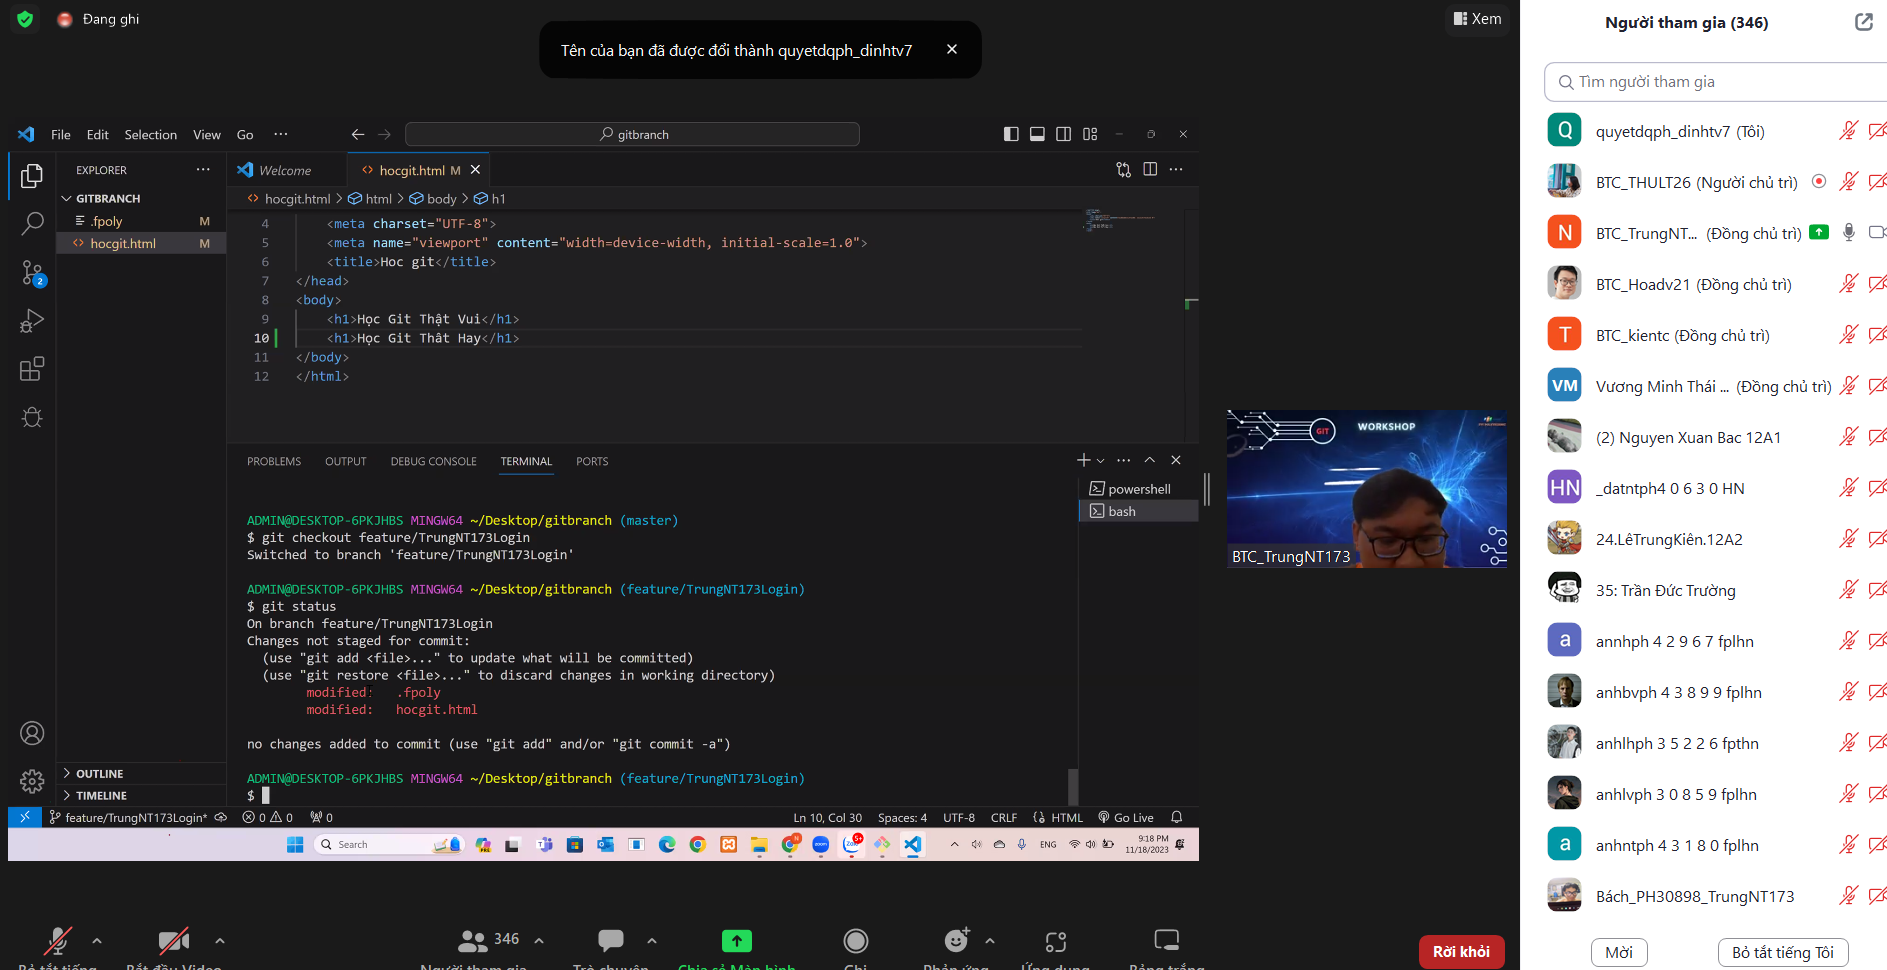 Đang ghi
Tên của bạn đã được đổi thành quyetdqph_dinhtv7
Xem
File Edit Selection View Go
gitbranch
EXPLORER
GITBRANCH
.fpoly M
hocgit.html M
Welcome
hocgit.html M
hocgit.html > html > body > h1
4 <meta charset="UTF-8">
5 <meta name="viewport" content="width=device-width, initial-scale=1.0">
6 <title>Hoc git</title>
7 </head>
8 <body>
9 <h1>Học Git Thật Vui</h1>
10 <h1>Học Git Thât Hay</h1>
11 </body>
12 </html>
2
PROBLEMS OUTPUT DEBUG CONSOLE TERMINAL PORTS
powershell
bash
ADMIN@DESKTOP-6PKJHBS MINGW64 ~/Desktop/gitbranch (master)
$ git checkout feature/TrungNT173Login
Switched to branch 'feature/TrungNT173Login'
ADMIN@DESKTOP-6PKJHBS MINGW64 ~/Desktop/gitbranch (feature/TrungNT173Login)
$ git status
On branch feature/TrungNT173Login
Changes not staged for commit:
(use "git add <file>..." to update what will be committed)
(use "git restore <file>..." to discard changes in working directory)
modified: .fpoly
modified: hocgit.html
no changes added to commit (use "git add" and/or "git commit -a")
ADMIN@DESKTOP-6PKJHBS MINGW64 ~/Desktop/gitbranch (feature/TrungNT173Login)
$
OUTLINE
TIMELINE
feature/TrungNT173Login* 0 0 0
Ln 10, Col 30 Spaces: 4 UTF-8 CRLF HTML Go Live
Search
ENG
9:18 PM
11/18/2023
GIT WORKSHOP
BTC_TrungNT173
Người tham gia (346)
Tìm người tham gia
Q quyetdqph_dinhtv7 (Tôi)
BTC_THULT26 (Người chủ trì)
N BTC_TrungNT... (Đồng chủ trì)
BTC_Hoadv21 (Đồng chủ trì)
T BTC_kientc (Đồng chủ trì)
VM Vương Minh Thái ... (Đồng chủ trì)
(2) Nguyen Xuan Bac 12A1
HN _datntph4 0 6 3 0 HN
24.LêTrungKiên.12A2
35: Trần Đức Trường
a annhph 4 2 9 6 7 fplhn
anhbvph 4 3 8 9 9 fplhn
anhlhph 3 5 2 2 6 fpthn
anhlvph 3 0 8 5 9 fplhn
a anhntph 4 3 1 8 0 fplhn
Bách_PH30898_TrungNT173
Mời
Bỏ tắt tiếng Tôi
346
Bỏ tắt tiếng
Bắt đầu Video
Người tham gia
Trò chuyện
Chia sẻ Màn hình
Ghi
Phản ứng
Ứng dụng
Bảng trắng
Rời khỏi